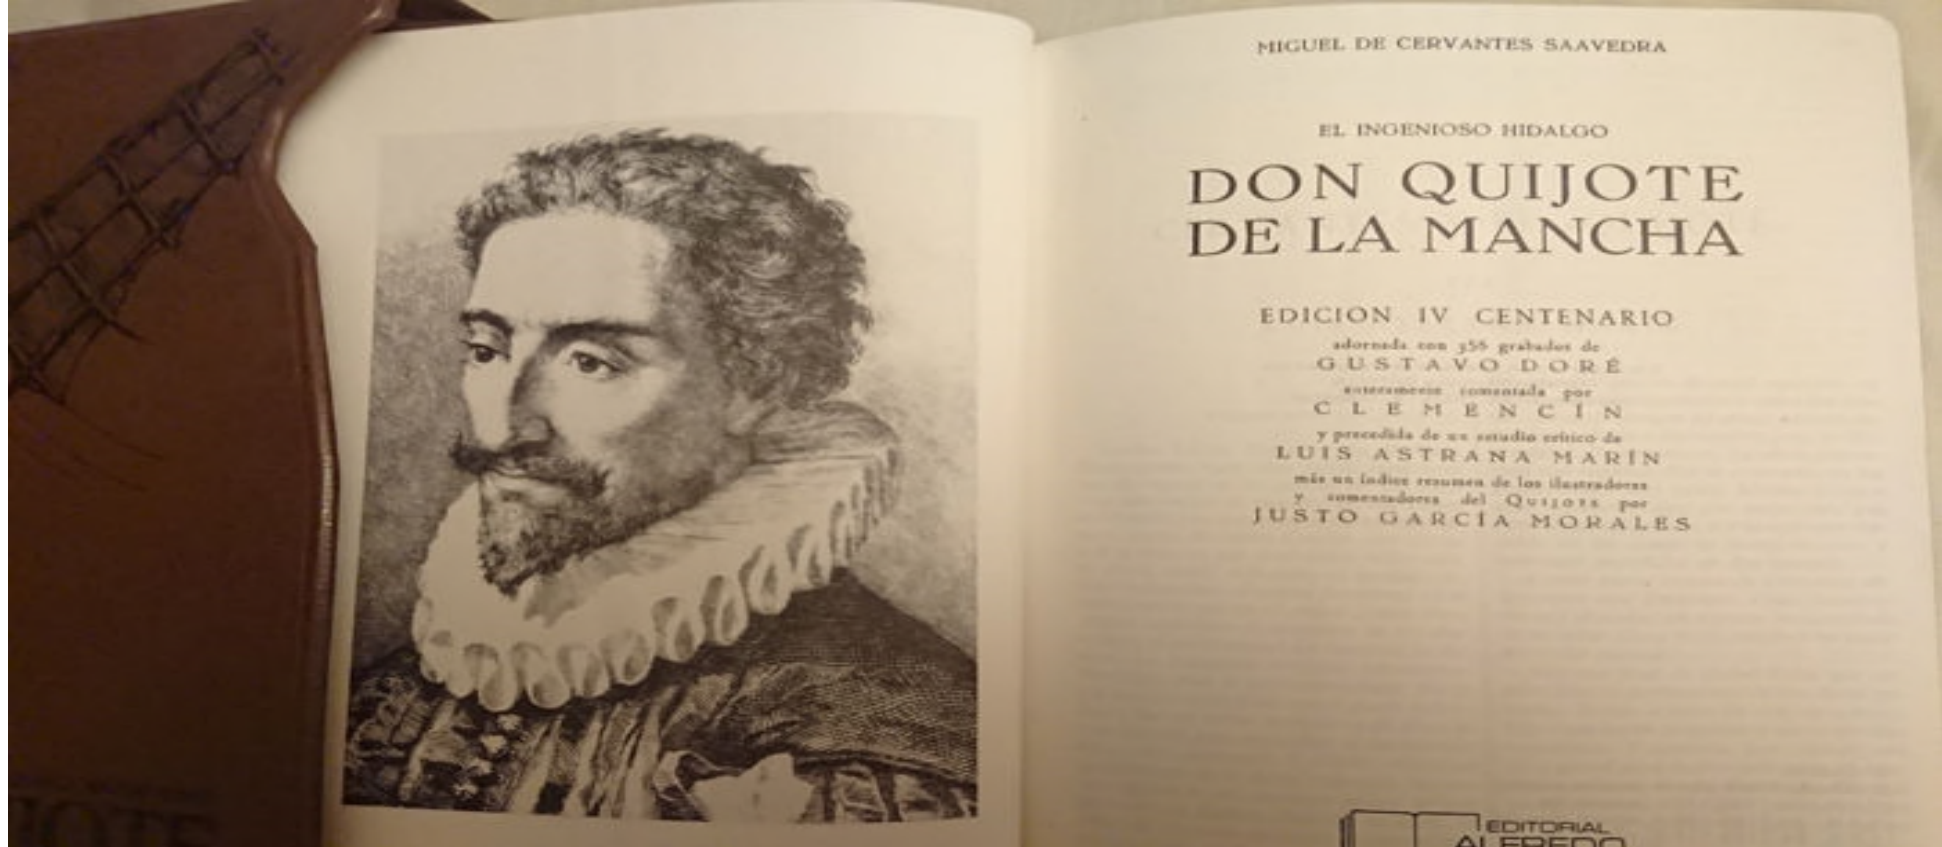 MIGUEL DE CERVANTES SAAVEDRA
EL INGENIOSO HIDALGO
DON QUIJOTE
DE LA MANCHA
EDICION IV CENTENARIO
adornada con 356 grabados de
GUSTAVO DORÉ
enteramente comentada por
CLEMENCÍN
y precedida de un estudio crítico de
LUIS ASTRANA MARÍN
más un índice resumen de los ilustradores
y comentadores del Quijote por
JUSTO GARCÍA MORALES
EDITORIAL
ALFREDO